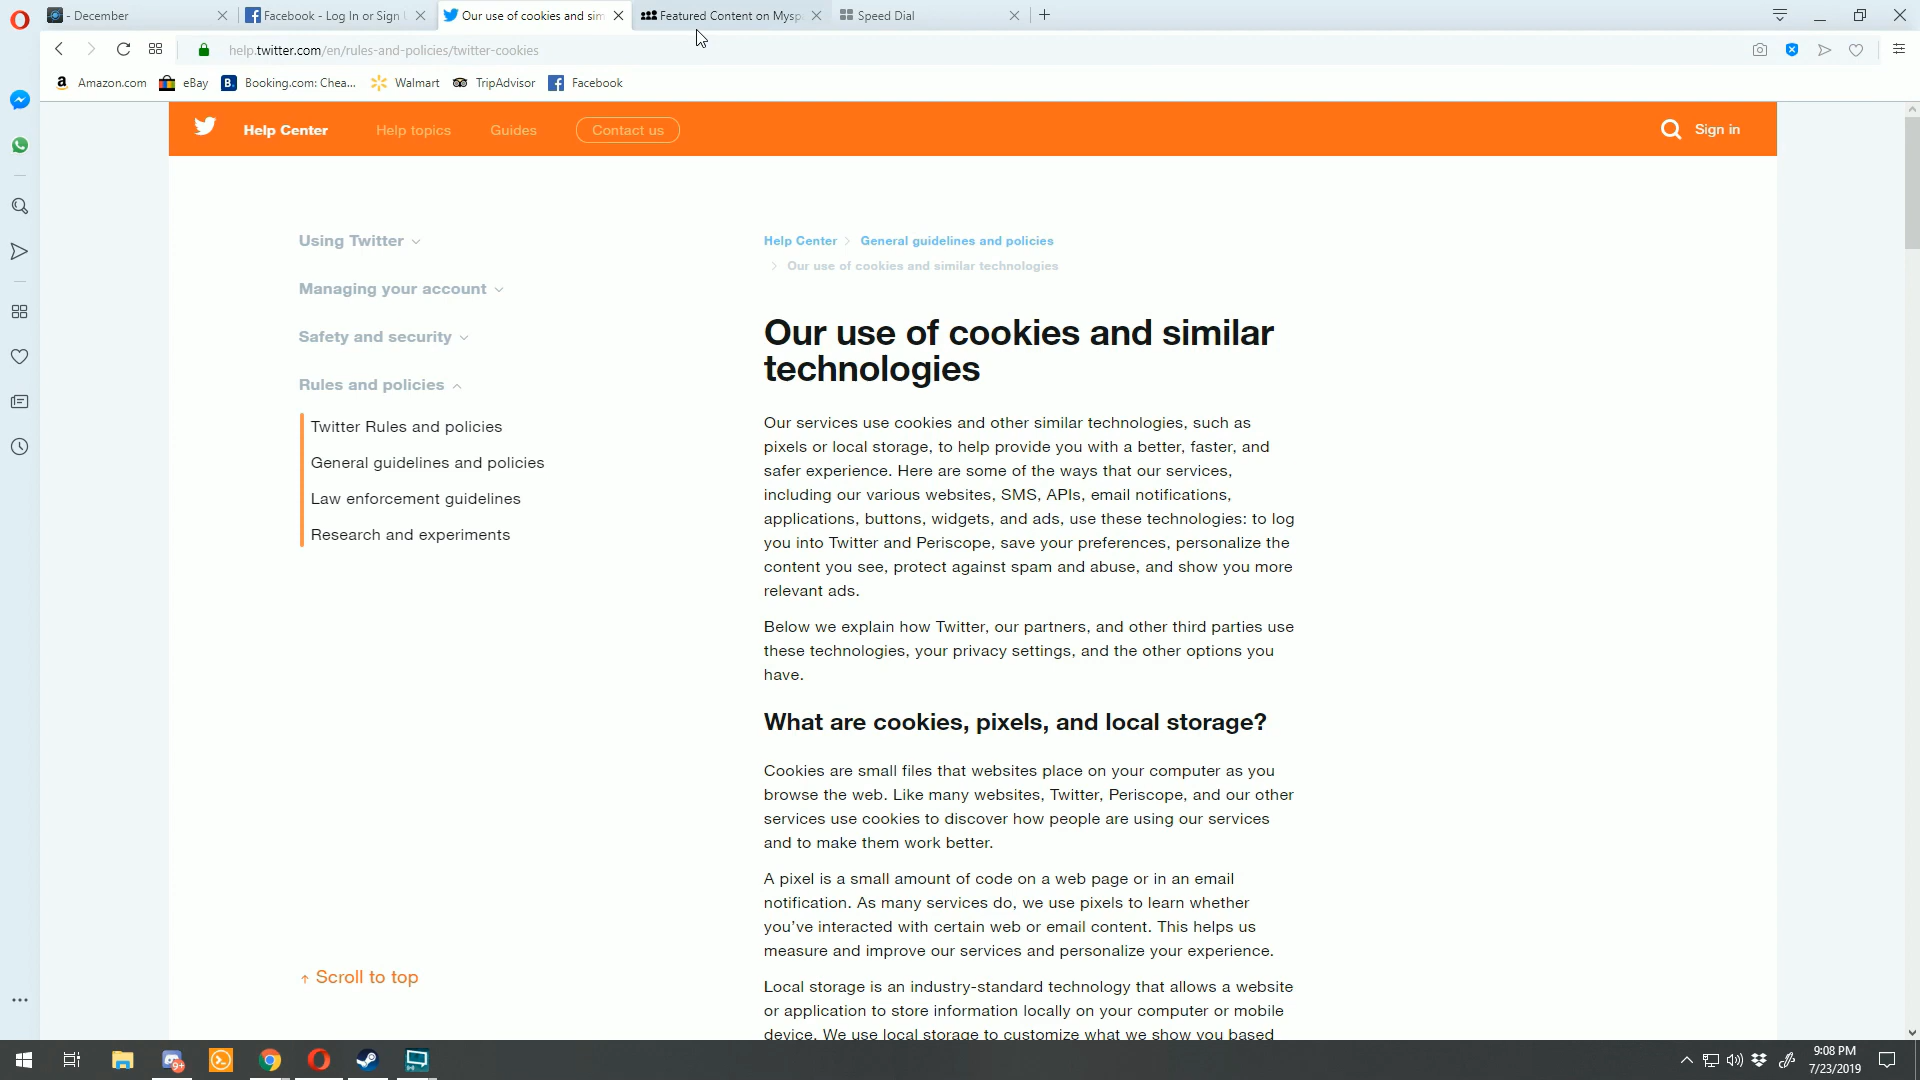 - December
Facebook - Log In or Sign
Our use of cookies and sim
Featured Content on Mysp
Speed Dial
help.twitter.com/en/rules-and-policies/twitter-cookies
Amazon.com
eBay
Booking.com: Chea...
Walmart
TripAdvisor
Facebook
Help Center
Help topics
Guides
Contact us
Sign in
Using Twitter
Managing your account
Safety and security
Rules and policies
Twitter Rules and policies
General guidelines and policies
Law enforcement guidelines
Research and experiments
↑ Scroll to top
Help Center > General guidelines and policies
> Our use of cookies and similar technologies
Our use of cookies and similar
technologies
Our services use cookies and other similar technologies, such as
pixels or local storage, to help provide you with a better, faster, and
safer experience. Here are some of the ways that our services,
including our various websites, SMS, APIs, email notifications,
applications, buttons, widgets, and ads, use these technologies: to log
you into Twitter and Periscope, save your preferences, personalize the
content you see, protect against spam and abuse, and show you more
relevant ads.
Below we explain how Twitter, our partners, and other third parties use
these technologies, your privacy settings, and the other options you
have.
What are cookies, pixels, and local storage?
Cookies are small files that websites place on your computer as you
browse the web. Like many websites, Twitter, Periscope, and our other
services use cookies to discover how people are using our services
and to make them work better.
A pixel is a small amount of code on a web page or in an email
notification. As many services do, we use pixels to learn whether
you’ve interacted with certain web or email content. This helps us
measure and improve our services and personalize your experience.
Local storage is an industry-standard technology that allows a website
or application to store information locally on your computer or mobile
device. We use local storage to customize what we show you based
9+
9:08 PM
7/23/2019